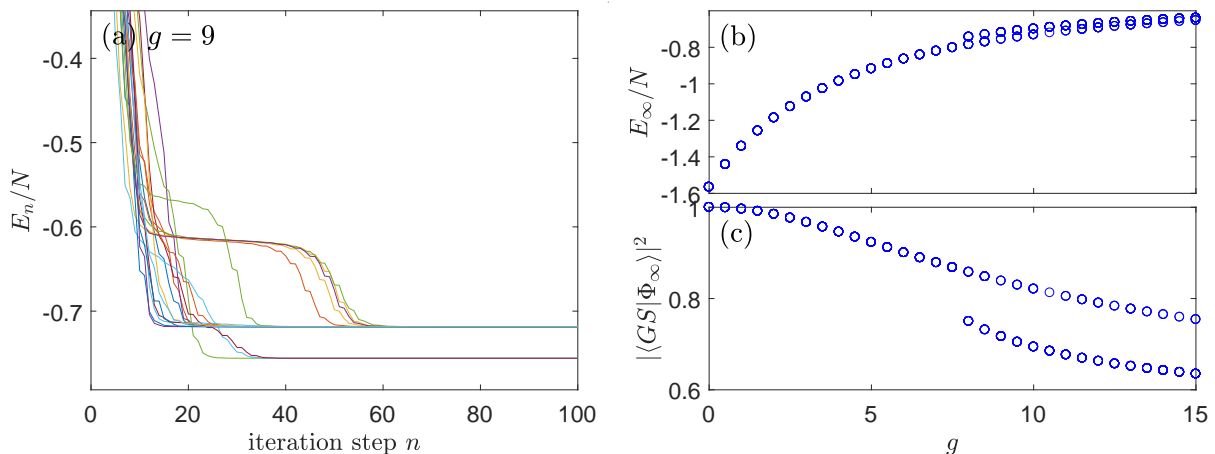 (a) g = 9
-0.4
-0.5
-0.6
-0.7
E_n/N
0 20 40 60 80 100
iteration step n
(b)
-0.8
-1
-1.2
-1.4
-1.6
E_∞/N
(c)
1
0.8
0.6
|⟨GS|Φ̄_∞⟩|²
0 5 10 15
g